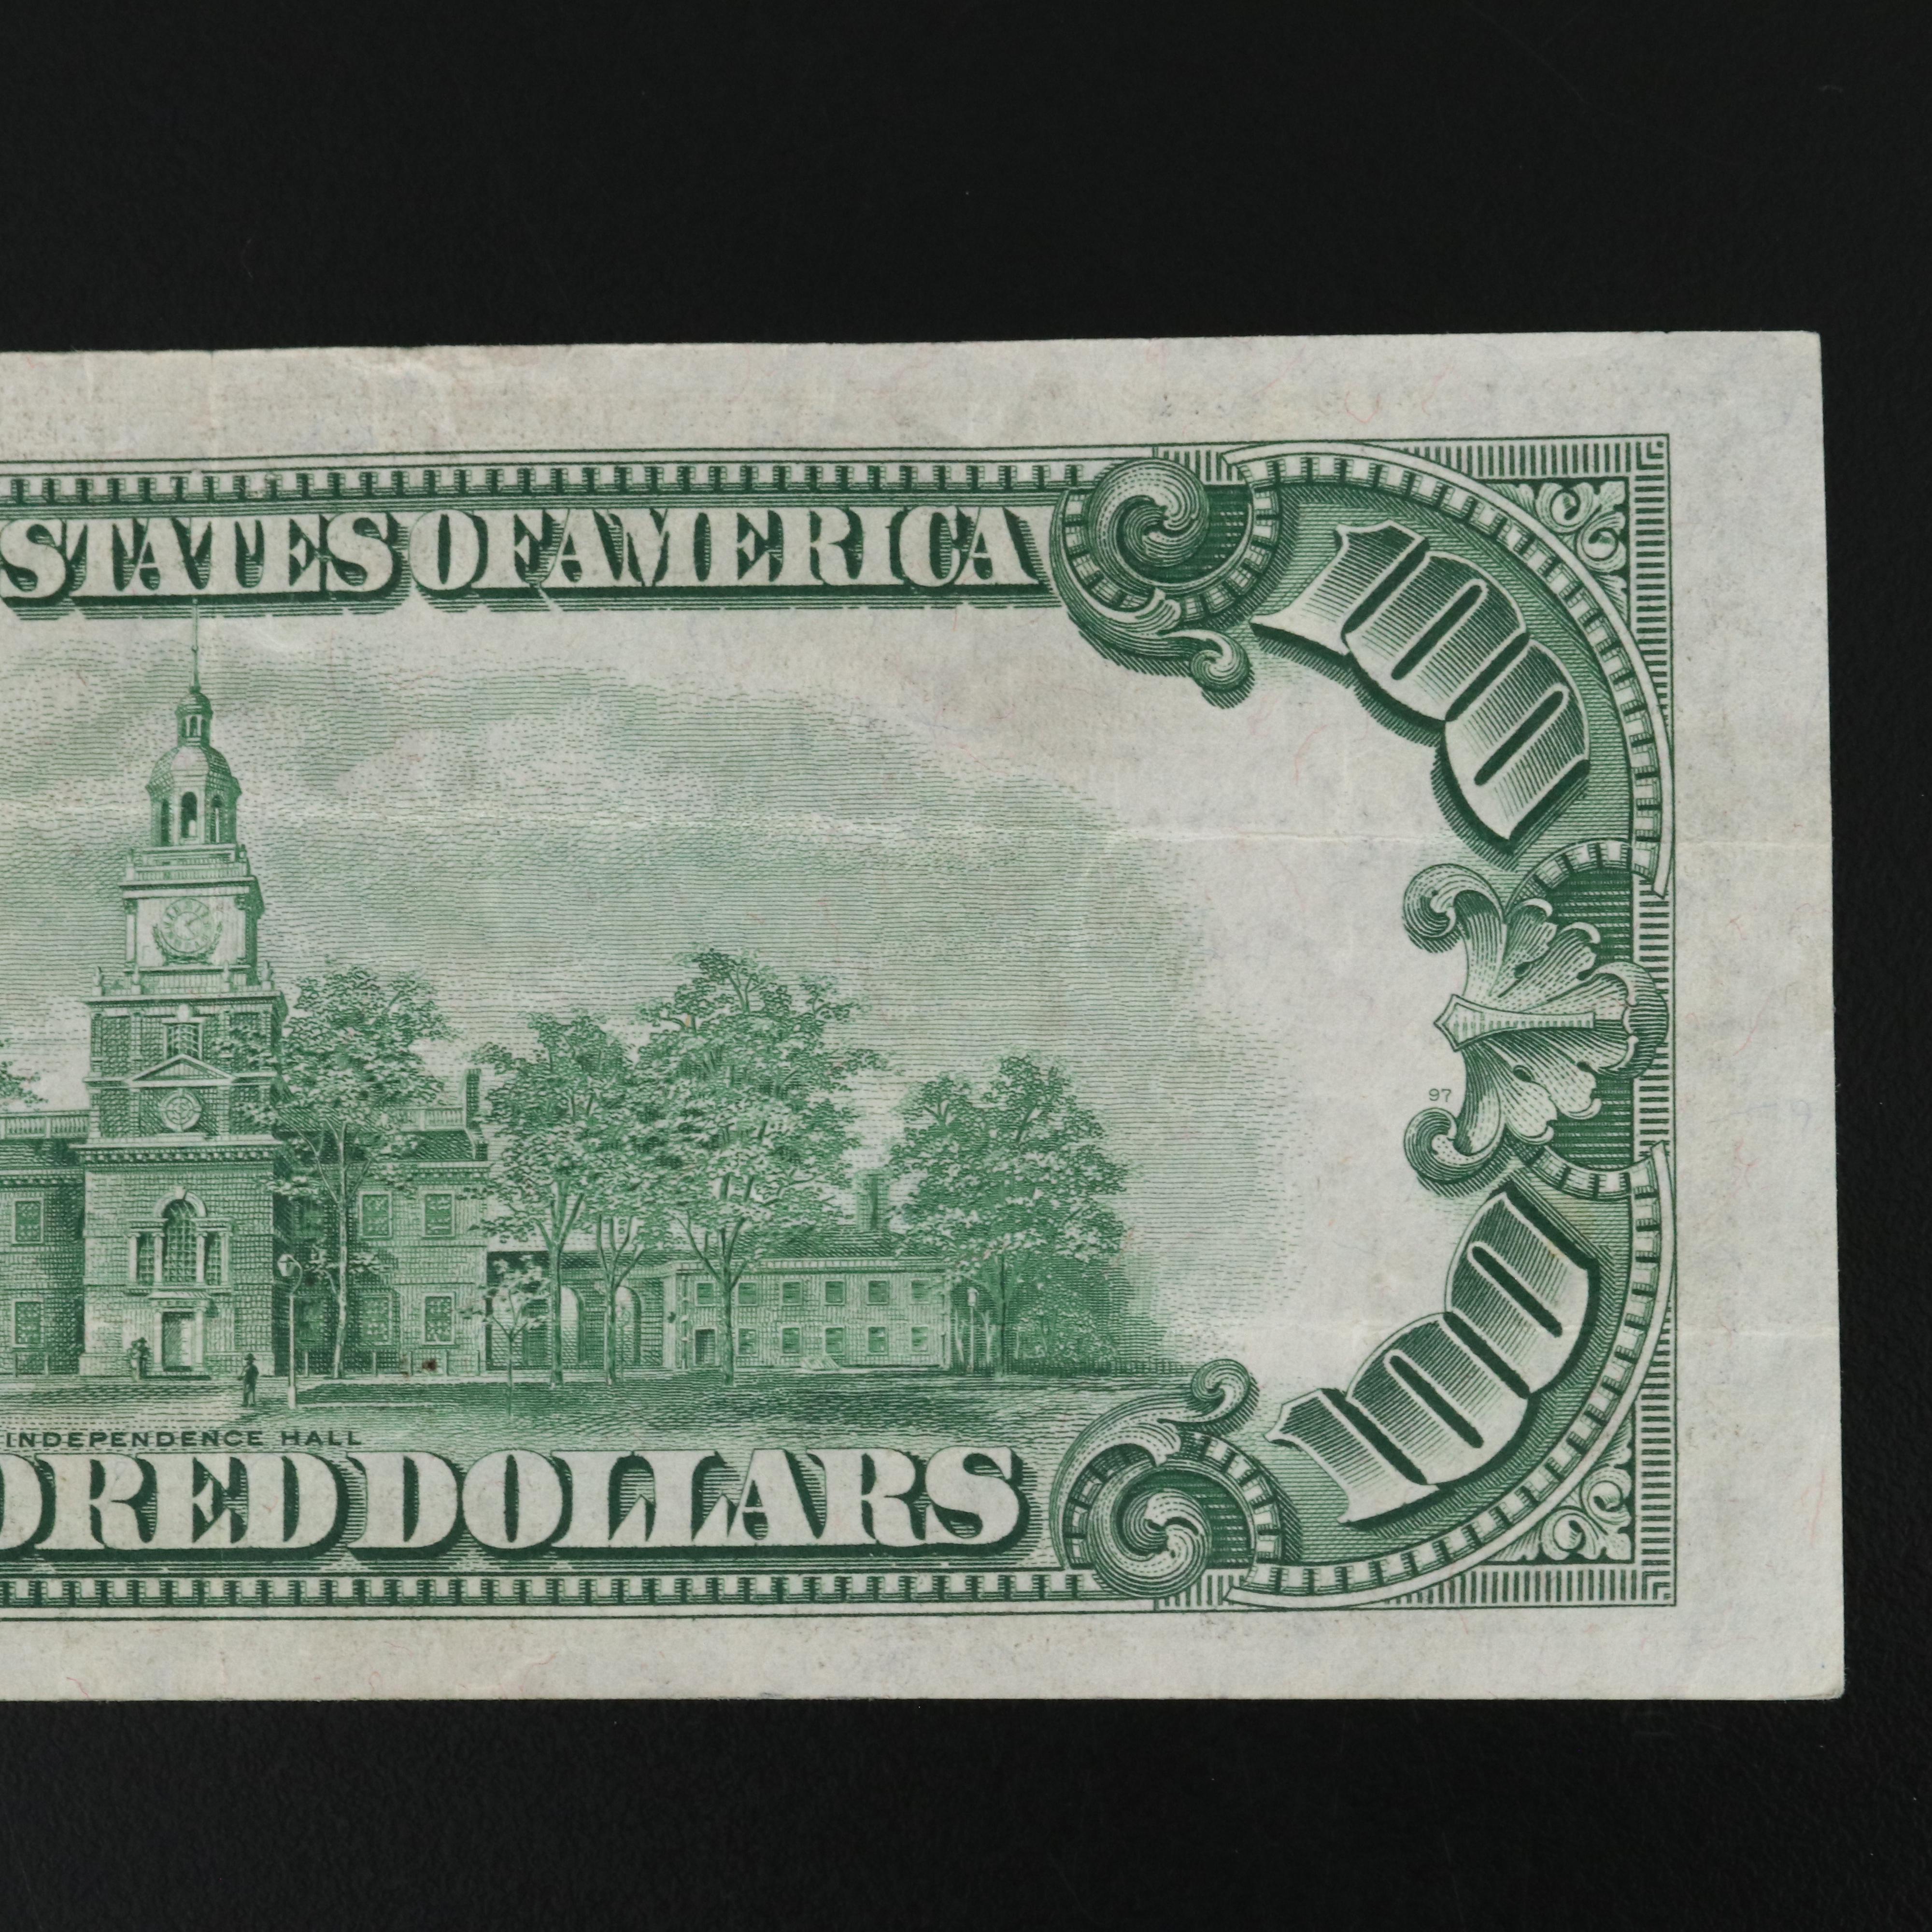 STATES OF AMERICA
100
97
100
INDEPENDENCE HALL
DRED DOLLARS